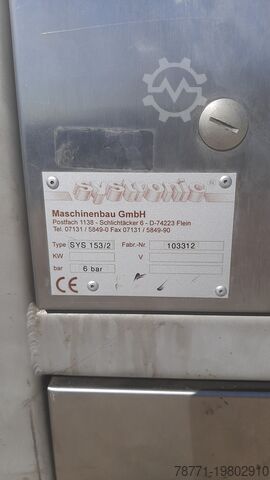 systronic
Maschinenbau GmbH
Postfach 1138 - Schlichtäcker 6 - D-74223 Flein
Tel. 07131 / 5849-0 Fax 07131 / 5849-90
Type SYS 153/2 Fabr.-Nr. 103312
KW V
bar 6 bar
CE
78771-19802910